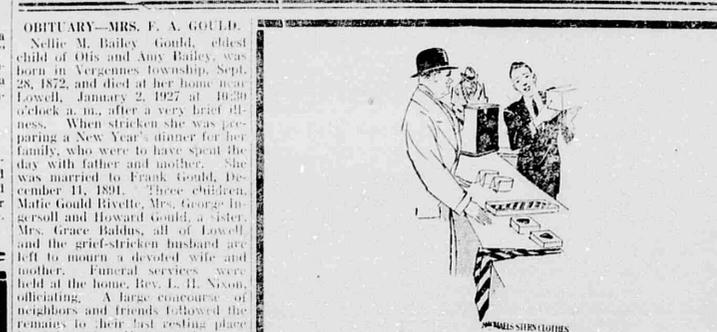 OBITUARY—MRS. F. A. GOULD.
Nellie M. Bailey Gould, eldest
child of Otis and Amy Bailey, was
born in Vergennes township, Sept.
28, 1872, and died at her home near
Lowell, January 2, 1927 at 10:30
o'clock a. m., after a very brief ill-
ness. When stricken she was pre-
paring a New Year's dinner for her
family, who were to have spent the
day with father and mother. She
was married to Frank Gould, De-
cember 11, 1891. Three children,
Matie Gould Rivette, Mrs. George In-
gersoll and Howard Gould, a sister,
Mrs. Grace Baldus, all of Lowell
and the grief-stricken husband are
left to mourn a devoted wife and
mother. Funeral services were
held at the home, Rev. L. H. Nixon,
officiating. A large concourse of
neighbors and friends followed the
remains to their last resting place
MICHAELS STERN CLOTHES